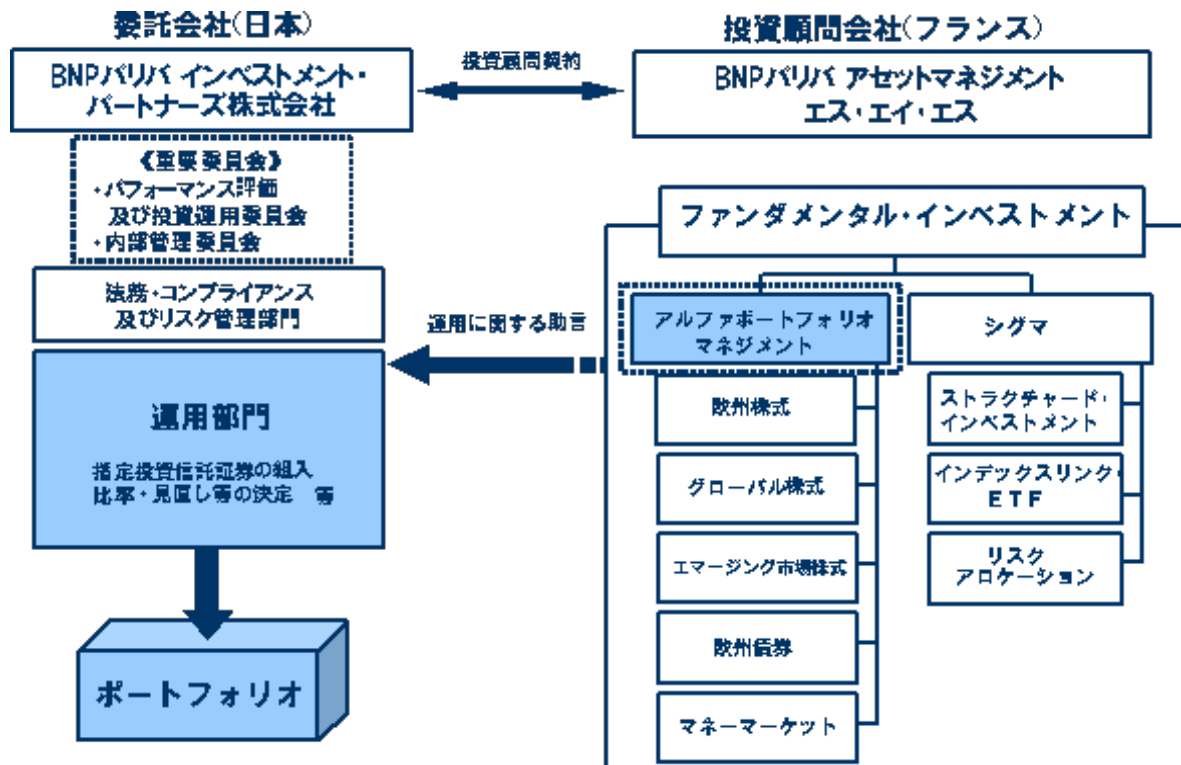 委託会社(日本)
BNPパリバ インベストメント・
パートナーズ株式会社
《重要委員会》
・パフォーマンス評価
及び投資運用委員会
・内部管理委員会
法務・コンプライアンス
及びリスク管理部門
運用部門
指定投資信託証券の組入
比率・見直し等の決定 等
ポートフォリオ
投資顧問契約
運用に関する助言
投資顧問会社(フランス)
BNPパリバ アセットマネジメント
エス・エイ・エス
ファンダメンタル・インベストメント
アルファポートフォリオ
マネジメント
欧州株式
グローバル株式
エマージング市場株式
欧州債券
マネーマーケット
シグマ
ストラクチャード・
インベストメント
インデックスリンク・
ETF
リスク
アロケーション